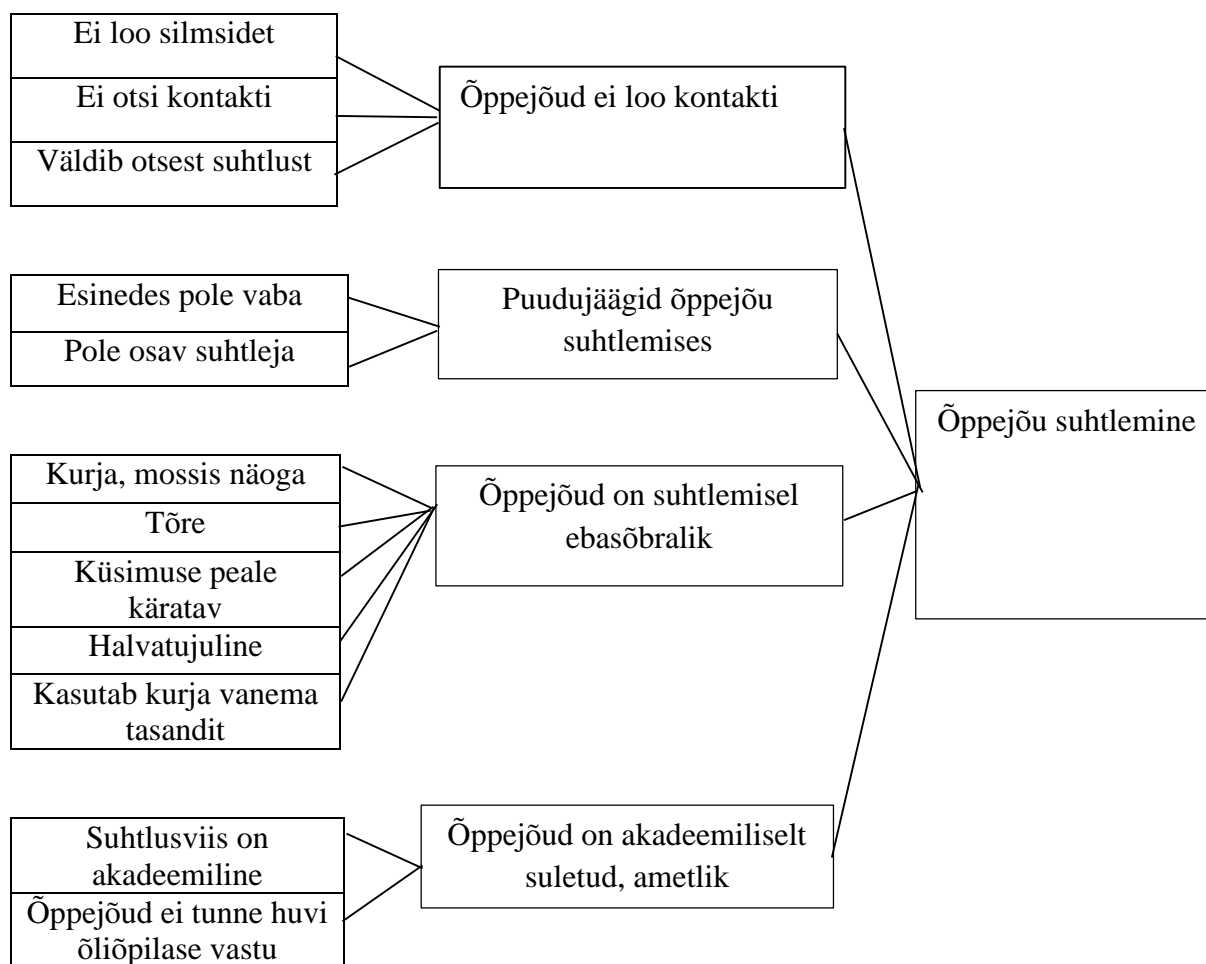 Ei loo silmsidet
Ei otsi kontakti
Väldib otsest suhtlust
Õppejõud ei loo kontakti
Esinedes pole vaba
Pole osav suhtleja
Puudujäägid õppejõu
suhtlemises
Õppejõu suhtlemine
Kurja, mossis näoga
Tõre
Küsimuse peale
käratav
Halvatujuline
Kasutab kurja vanema
tasandit
Õppejõud on suhtlemisel
ebasõbralik
Suhtlusviis on
akadeemiline
Õppejõud ei tunne huvi
õliõpilase vastu
Õppejõud on akadeemiliselt
suletud, ametlik